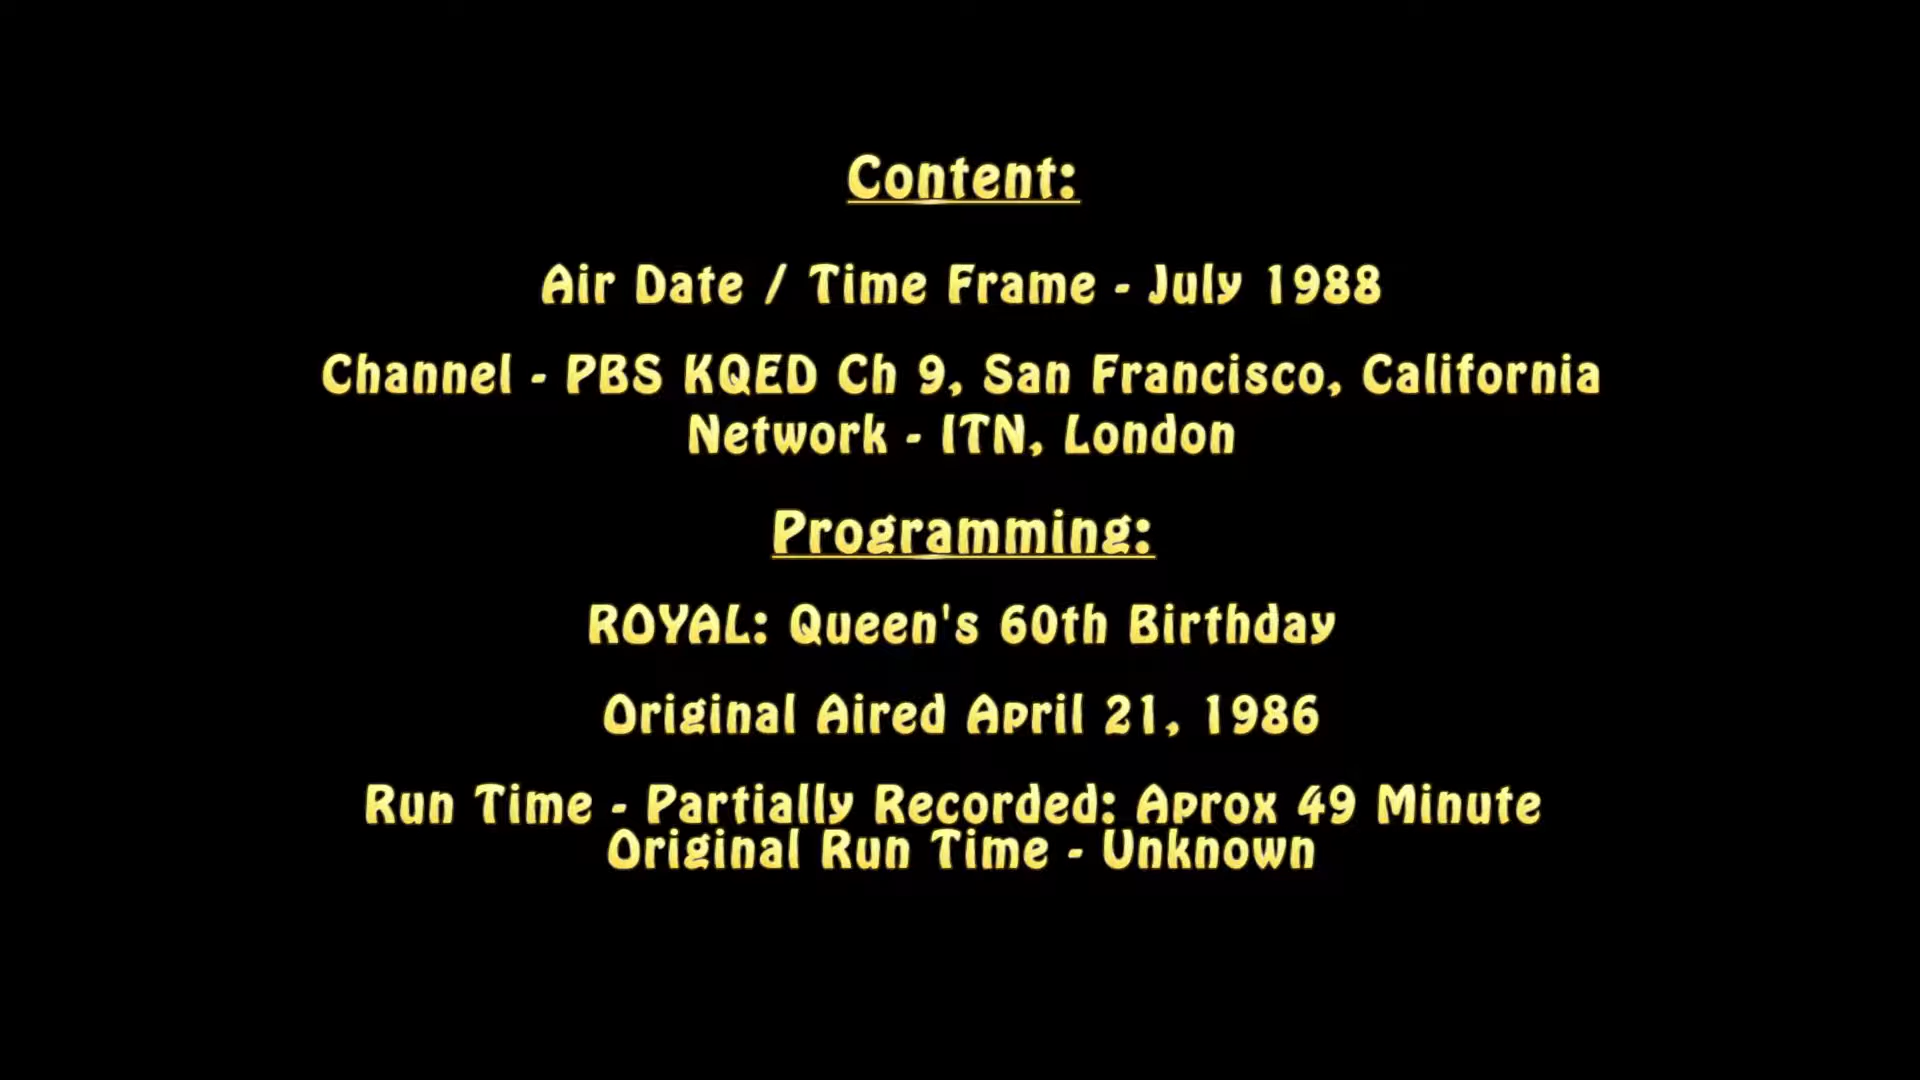 Content:
Air Date / Time Frame - July 1988
Channel - PBS KQED Ch 9, San Francisco, California
Network - ITN, London
Programming:
ROYAL: Queen's 60th Birthday
Original Aired April 21, 1986
Run Time - Partially Recorded: Aprox 49 Minute
Original Run Time - Unknown